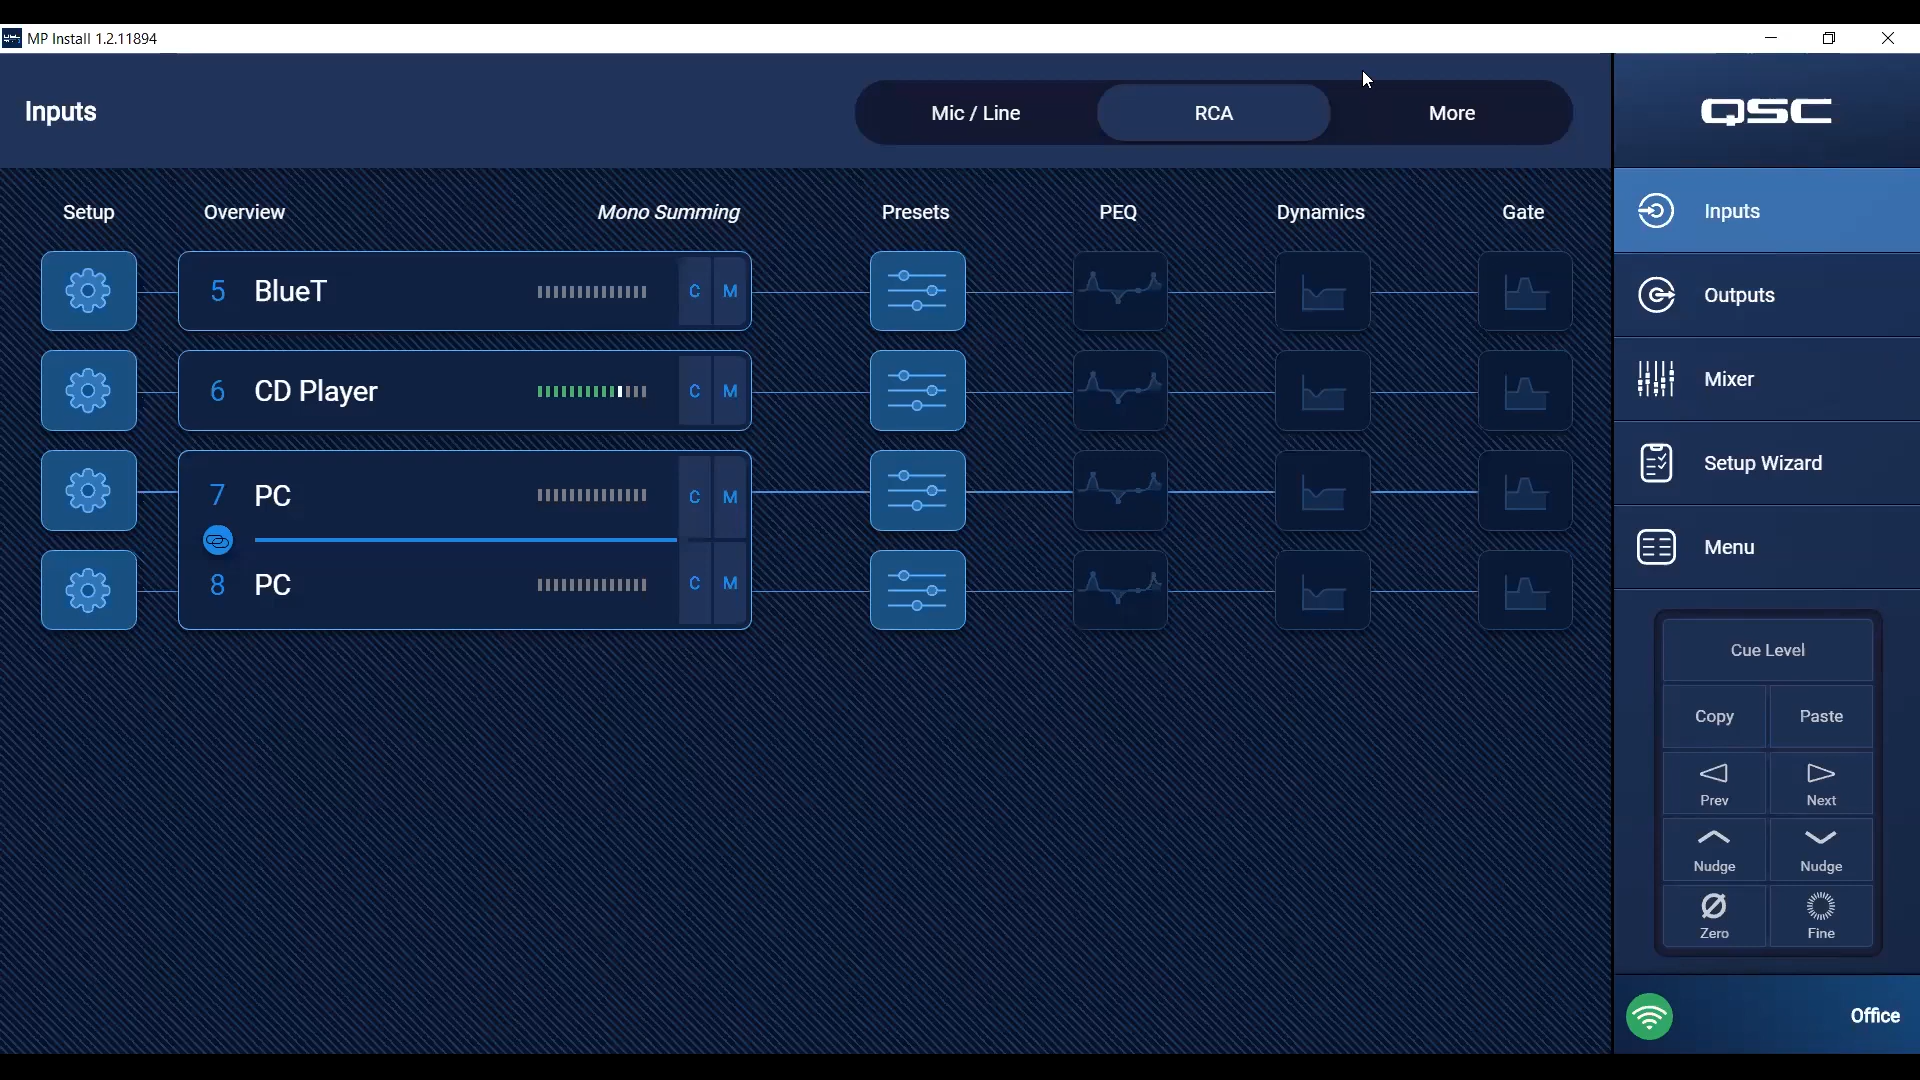 MP Install 1.2.11894
Inputs
Mic / Line
RCA
More
QSC
Setup
Overview
Mono Summing
Presets
PEQ
Dynamics
Gate
5 BlueT C M
6 CD Player C M
7 PC C M
8 PC C M
Inputs
Outputs
Mixer
Setup Wizard
Menu
Cue Level
Copy
Paste
Prev
Next
Nudge
Nudge
Zero
Fine
Office